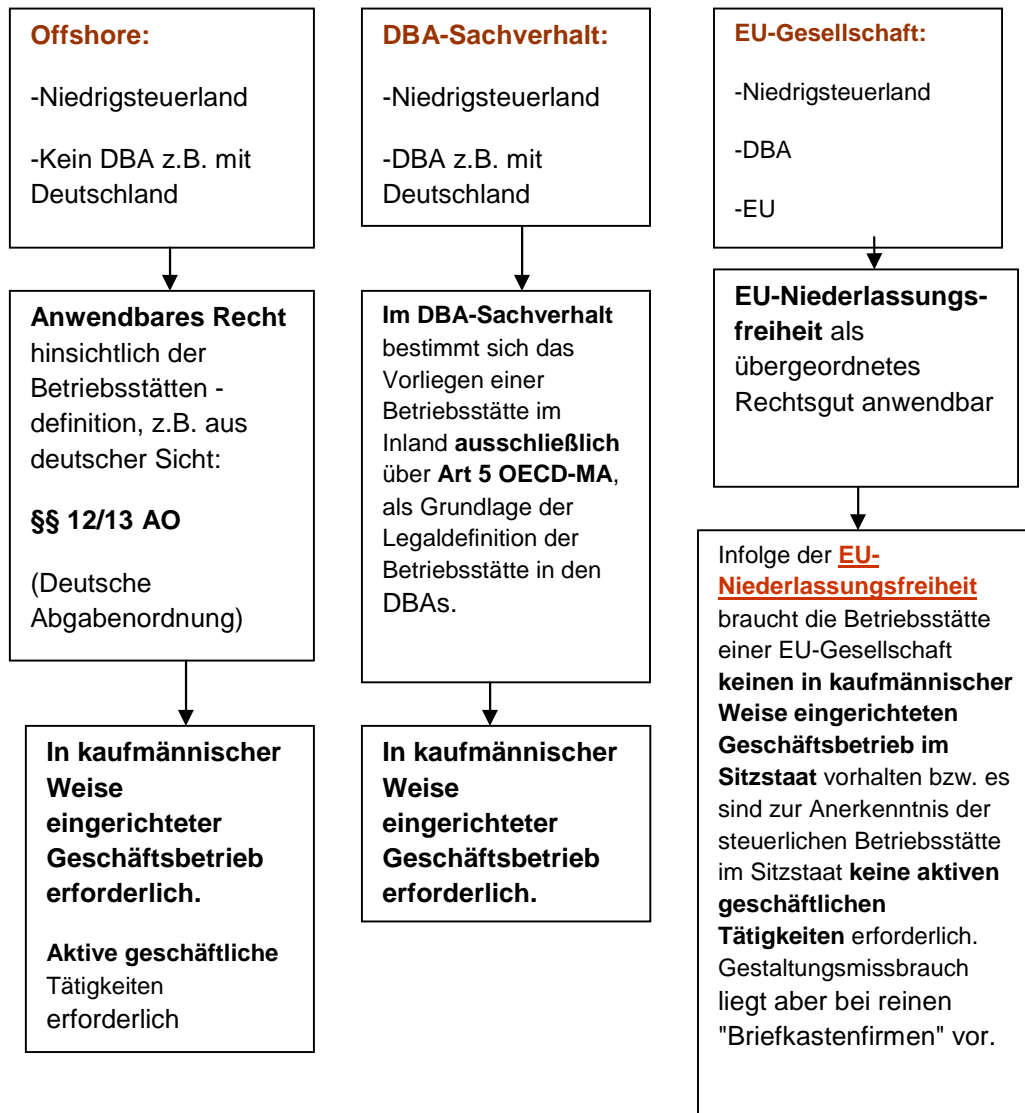 Offshore:
-Niedrigsteuerland
-Kein DBA z.B. mit
Deutschland
Anwendbares Recht
hinsichtlich der
Betriebsstätten -
definition, z.B. aus
deutscher Sicht:
§§ 12/13 AO
(Deutsche
Abgabenordnung)
In kaufmännischer
Weise
eingerichteter
Geschäftsbetrieb
erforderlich.
Aktive geschäftliche
Tätigkeiten
erforderlich
DBA-Sachverhalt:
-Niedrigsteuerland
-DBA z.B. mit
Deutschland
Im DBA-Sachverhalt
bestimmt sich das
Vorliegen einer
Betriebsstätte im
Inland ausschließlich
über Art 5 OECD-MA,
als Grundlage der
Legaldefinition der
Betriebsstätte in den
DBAs.
In kaufmännischer
Weise
eingerichteter
Geschäftsbetrieb
erforderlich.
EU-Gesellschaft:
-Niedrigsteuerland
-DBA
-EU
EU-Niederlassungs-
freiheit als
übergeordnetes
Rechtsgut anwendbar
Infolge der EU-
Niederlassungsfreiheit
braucht die Betriebsstätte
einer EU-Gesellschaft
keinen in kaufmännischer
Weise eingerichteten
Geschäftsbetrieb im
Sitzstaat vorhalten bzw. es
sind zur Anerkenntnis der
steuerlichen Betriebsstätte
im Sitzstaat keine aktiven
geschäftlichen
Tätigkeiten erforderlich.
Gestaltungsmissbrauch
liegt aber bei reinen
"Briefkastenfirmen" vor.